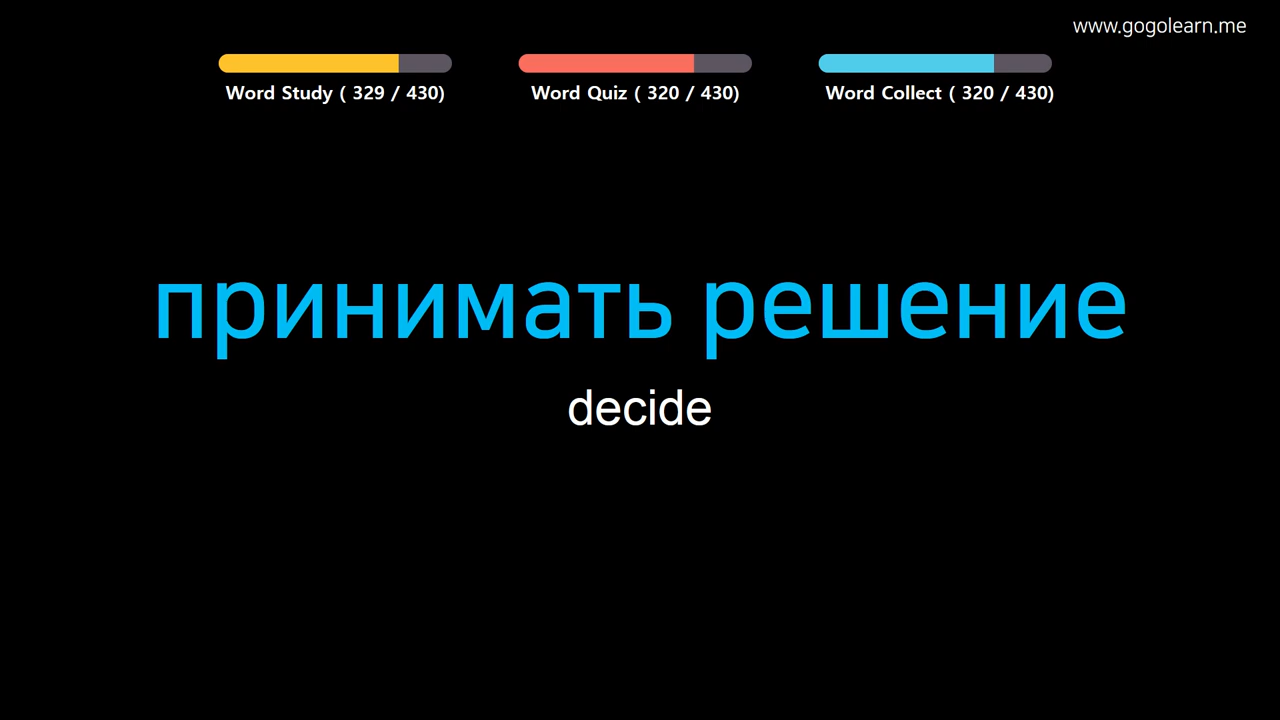 www.gogolearn.me
Word Study ( 329 / 430)
Word Quiz ( 320 / 430)
Word Collect ( 320 / 430)
принимать решение
decide